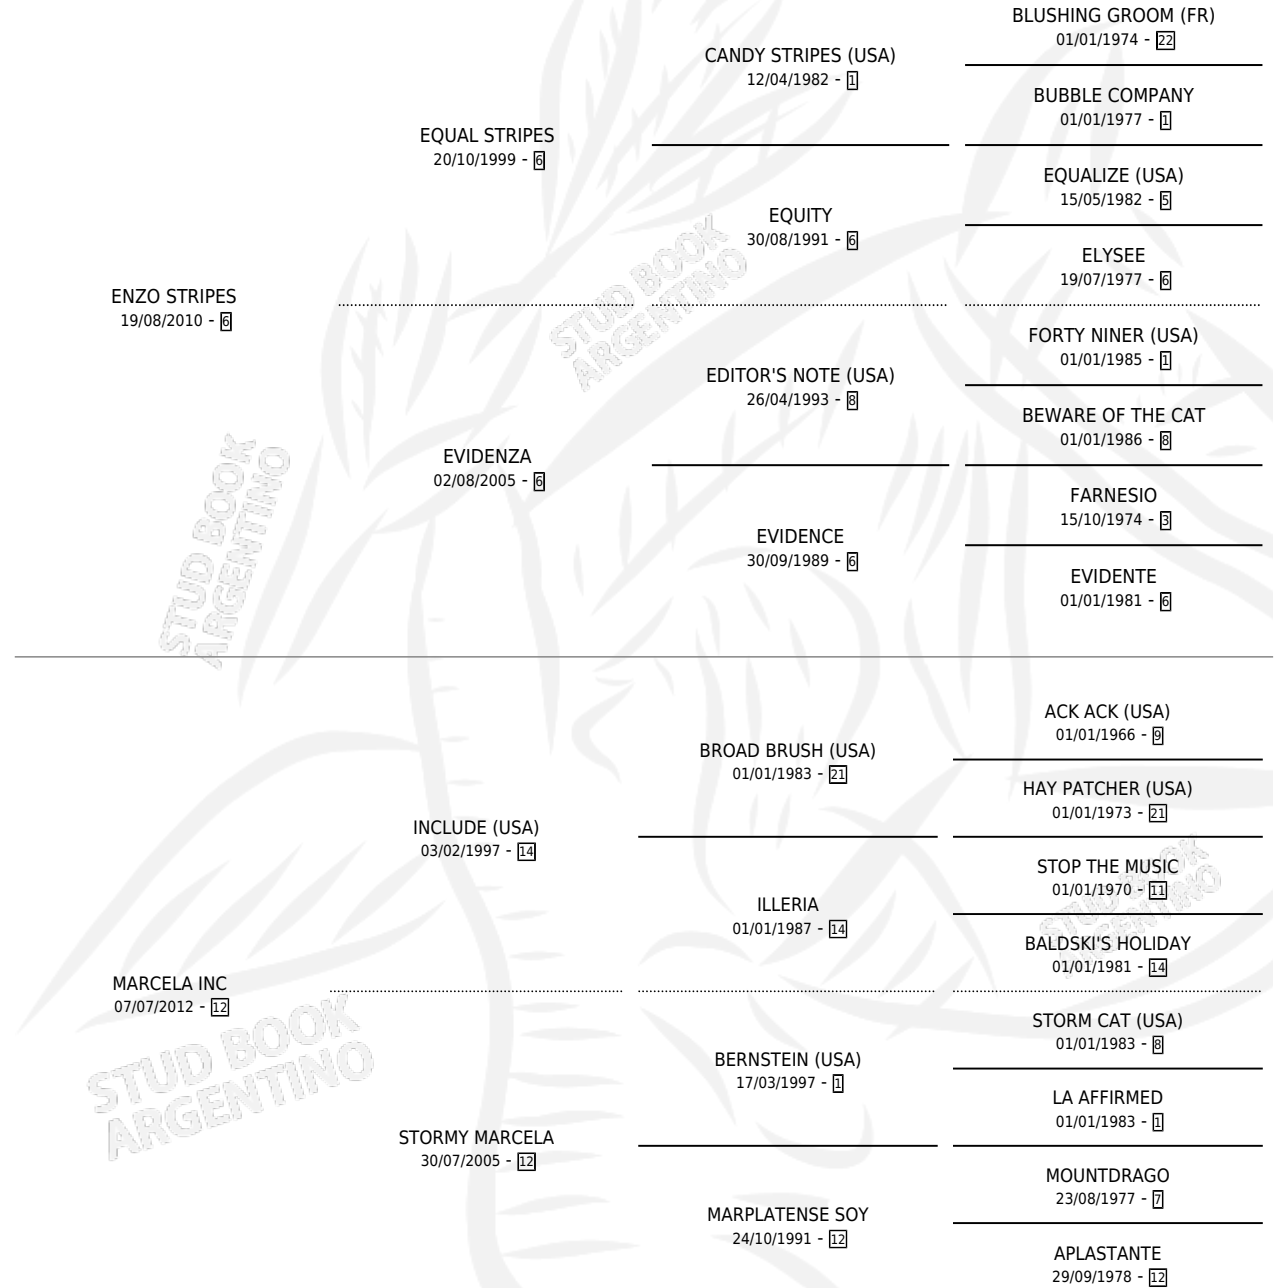 BLUSHING GROOM (FR)
01/01/1974 - 22
CANDY STRIPES (USA)
12/04/1982 - 1
BUBBLE COMPANY
01/01/1977 - 1
EQUAL STRIPES
20/10/1999 - 6
EQUALIZE (USA)
15/05/1982 - 5
EQUITY
30/08/1991 - 6
ELYSEE
19/07/1977 - 6
ENZO STRIPES
19/08/2010 - 6
FORTY NINER (USA)
01/01/1985 - 1
EDITOR'S NOTE (USA)
26/04/1993 - 8
BEWARE OF THE CAT
01/01/1986 - 8
EVIDENZA
02/08/2005 - 6
FARNESIO
15/10/1974 - 3
EVIDENCE
30/09/1989 - 6
EVIDENTE
01/01/1981 - 6
ACK ACK (USA)
01/01/1966 - 9
BROAD BRUSH (USA)
01/01/1983 - 21
HAY PATCHER (USA)
01/01/1973 - 21
INCLUDE (USA)
03/02/1997 - 14
STOP THE MUSIC
01/01/1970 - 11
ILLERIA
01/01/1987 - 14
BALDSKI'S HOLIDAY
01/01/1981 - 14
MARCELA INC
07/07/2012 - 12
STORM CAT (USA)
01/01/1983 - 8
BERNSTEIN (USA)
17/03/1997 - 1
LA AFFIRMED
01/01/1983 - 1
STORMY MARCELA
30/07/2005 - 12
MOUNTDRAGO
23/08/1977 - 7
MARPLATENSE SOY
24/10/1991 - 12
APLASTANTE
29/09/1978 - 12
STUD BOOK
ARGENTINO
STUD BOOK
ARGENTINO
STUD BOOK
ARGENTINO
STUD BOOK
ARGENTINO